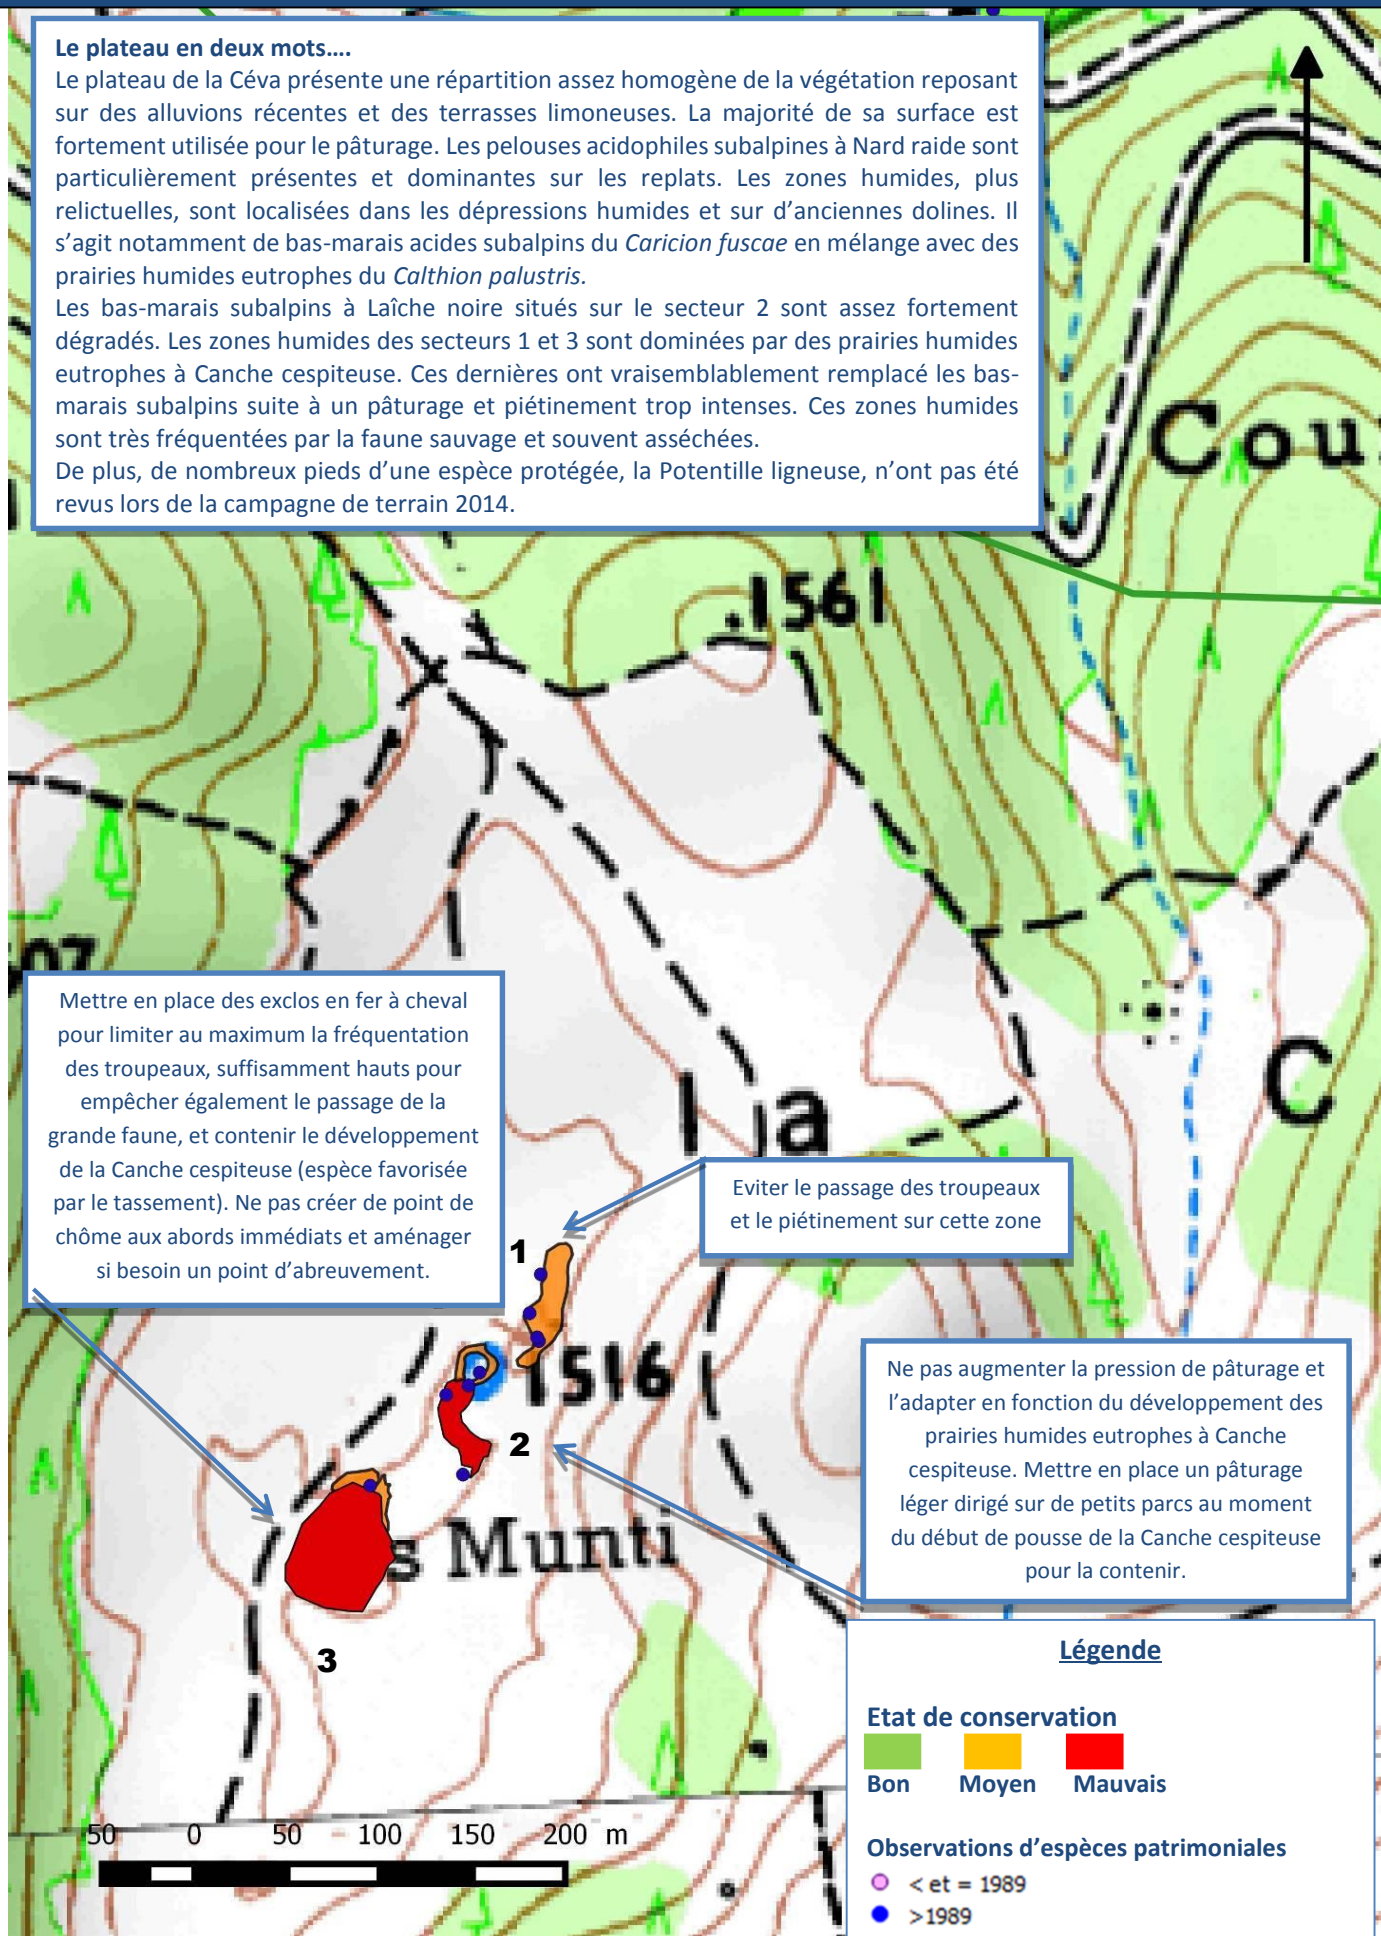 Le plateau en deux mots....
Le plateau de la Céva présente une répartition assez homogène de la végétation reposant
sur des alluvions récentes et des terrasses limoneuses. La majorité de sa surface est
fortement utilisée pour le pâturage. Les pelouses acidophiles subalpines à Nard raide sont
particulièrement présentes et dominantes sur les replats. Les zones humides, plus
relictuelles, sont localisées dans les dépressions humides et sur d'anciennes dolines. Il
s'agit notamment de bas-marais acides subalpins du Caricion fuscae en mélange avec des
prairies humides eutrophes du Calthion palustris.
Les bas-marais subalpins à Laîche noire situés sur le secteur 2 sont assez fortement
dégradés. Les zones humides des secteurs 1 et 3 sont dominées par des prairies humides
eutrophes à Canche cespiteuse. Ces dernières ont vraisemblablement remplacé les bas-
marais subalpins suite à un pâturage et piétinement trop intenses. Ces zones humides
sont très fréquentées par la faune sauvage et souvent asséchées.
De plus, de nombreux pieds d'une espèce protégée, la Potentille ligneuse, n'ont pas été
revus lors de la campagne de terrain 2014.
Cou
.1561
07
Mettre en place des exclos en fer à cheval
pour limiter au maximum la fréquentation
des troupeaux, suffisamment hauts pour
empêcher également le passage de la
grande faune, et contenir le développement
de la Canche cespiteuse (espèce favorisée
par le tassement). Ne pas créer de point de
chôme aux abords immédiats et aménager
si besoin un point d'abreuvement.
la
C
Eviter le passage des troupeaux
et le piétinement sur cette zone
1
1516
2
Ne pas augmenter la pression de pâturage et
l'adapter en fonction du développement des
prairies humides eutrophes à Canche
cespiteuse. Mettre en place un pâturage
léger dirigé sur de petits parcs au moment
du début de pousse de la Canche cespiteuse
pour la contenir.
s Munti
3
Légende
Etat de conservation
Bon Moyen Mauvais
Observations d'espèces patrimoniales
< et = 1989
>1989
50 0 50 100 150 200 m